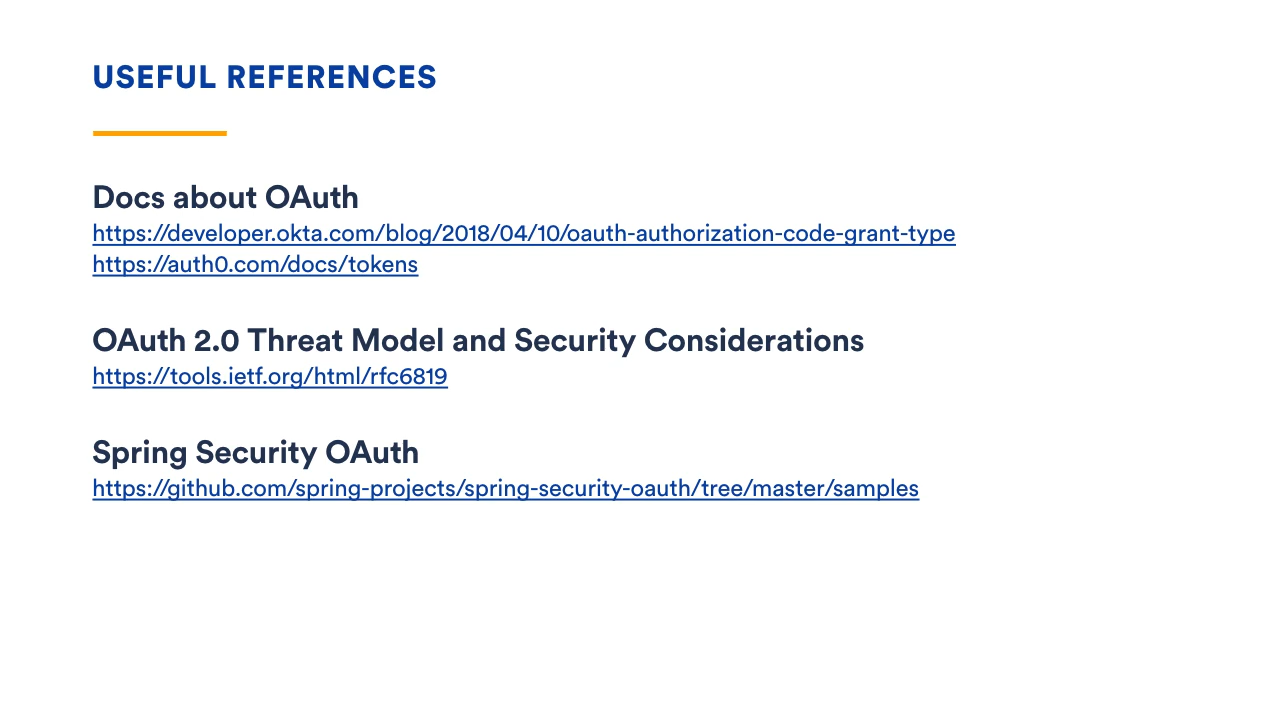 USEFUL REFERENCES
Docs about OAuth
https://developer.okta.com/blog/2018/04/10/oauth-authorization-code-grant-type
https://auth0.com/docs/tokens
OAuth 2.0 Threat Model and Security Considerations
https://tools.ietf.org/html/rfc6819
Spring Security OAuth
https://github.com/spring-projects/spring-security-oauth/tree/master/samples